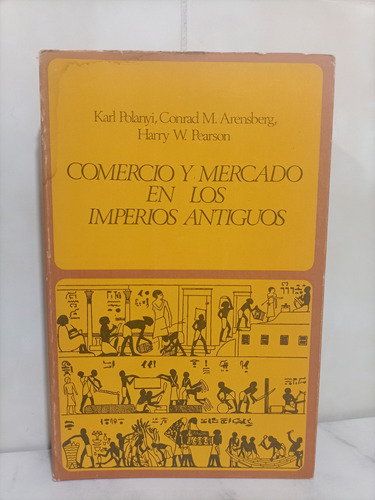 Karl Polanyi, Conrad M. Arensberg,
Harry W. Pearson
COMERCIO Y MERCADO
EN LOS
IMPERIOS ANTIGUOS